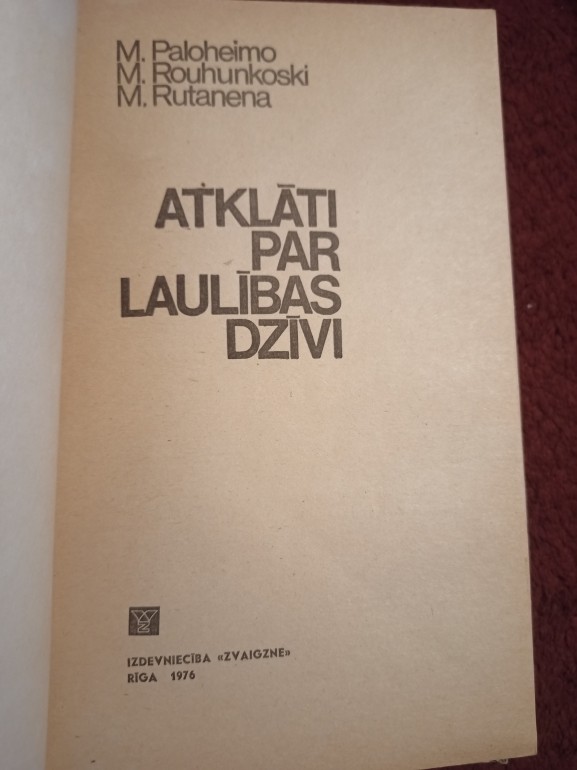 M. Paloheimo
M. Rouhunkoski
M. Rutanena
ATKLĀTI
PAR
LAULĪBAS
DZĪVI
IZDEVNIECĪBA «ZVAIGZNE»
RĪGA 1976